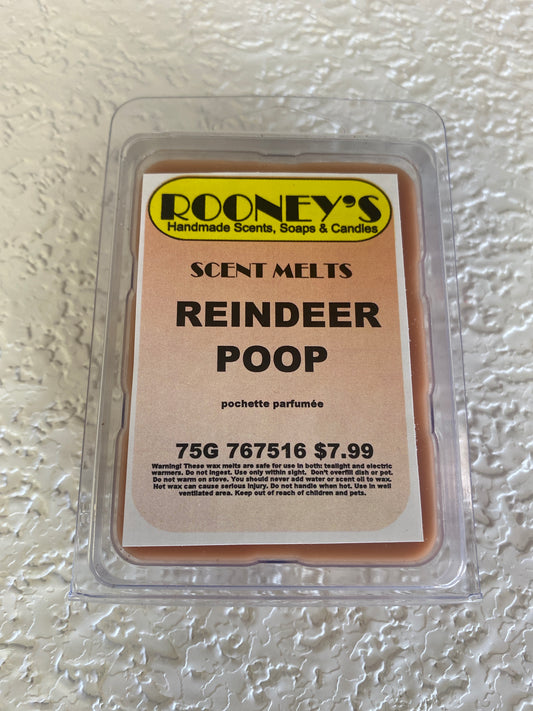 ROONEY'S
Handmade Scents, Soaps & Candles
SCENT MELTS
REINDEER
POOP
pochette parfumée
75G 767516 $7.99
Warning! These wax melts are safe for use in both: tealight and electric
warmers. Do not ingest. Use only within sight. Don't overfill dish or pot.
Do not warm on stove. You should never add water or scent oil to wax.
Hot wax can cause serious injury. Do not handle when hot. Use in well
ventilated area. Keep out of reach of children and pets.